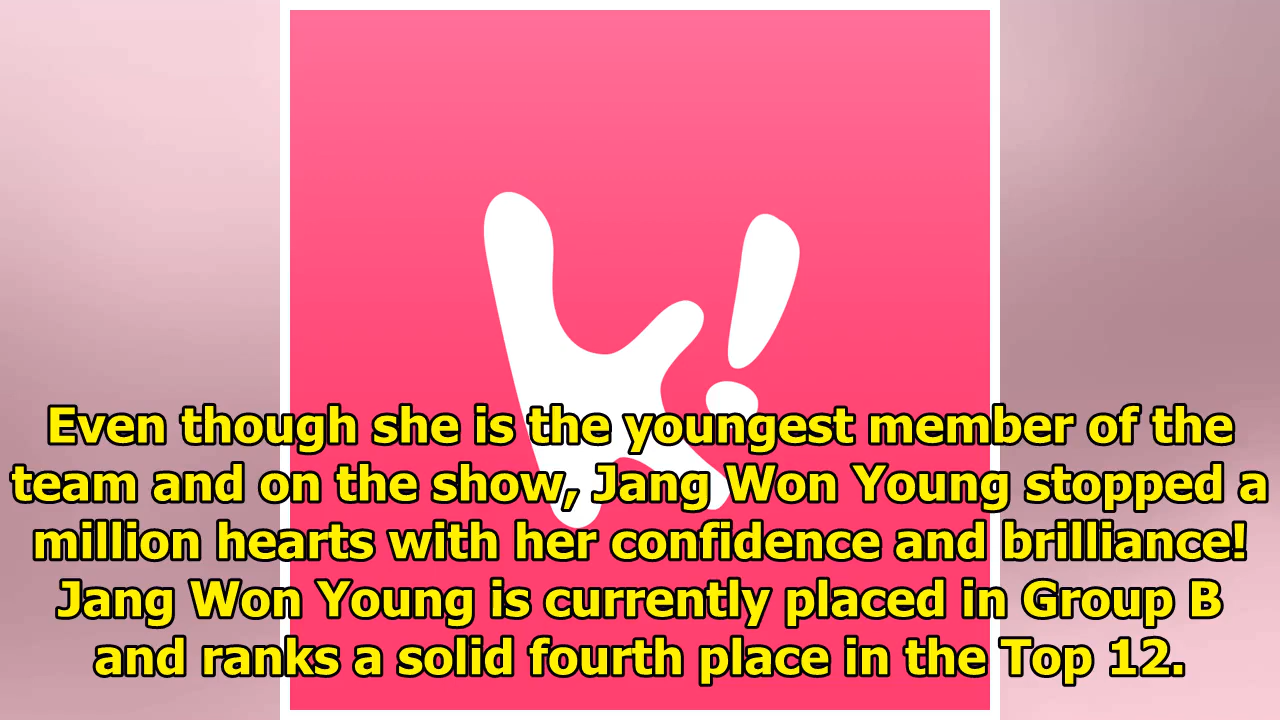 k!
Even though she is the youngest member of the
team and on the show, Jang Won Young stopped a
million hearts with her confidence and brilliance!
Jang Won Young is currently placed in Group B
and ranks a solid fourth place in the Top 12.